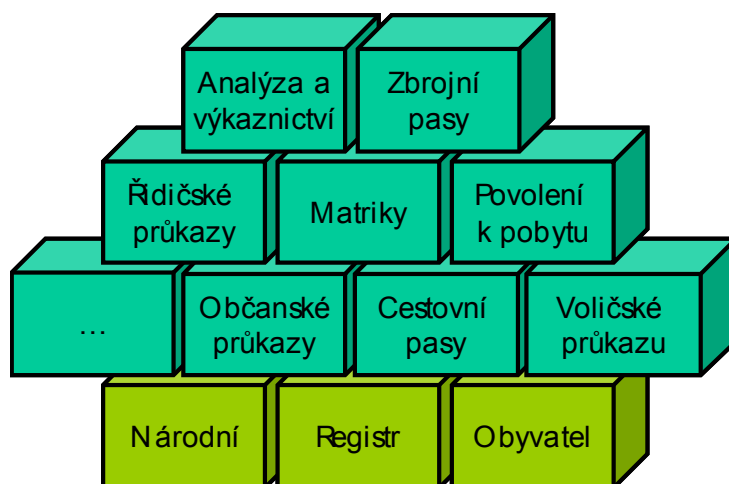 Analýza a
výkaznictví
Zbrojní
pasy
Řidičské
průkazy
Matriky
Povolení
k pobytu
...
Občanské
průkazy
Cestovní
pasy
Voličské
průkazu
Národní
Registr
Obyvatel